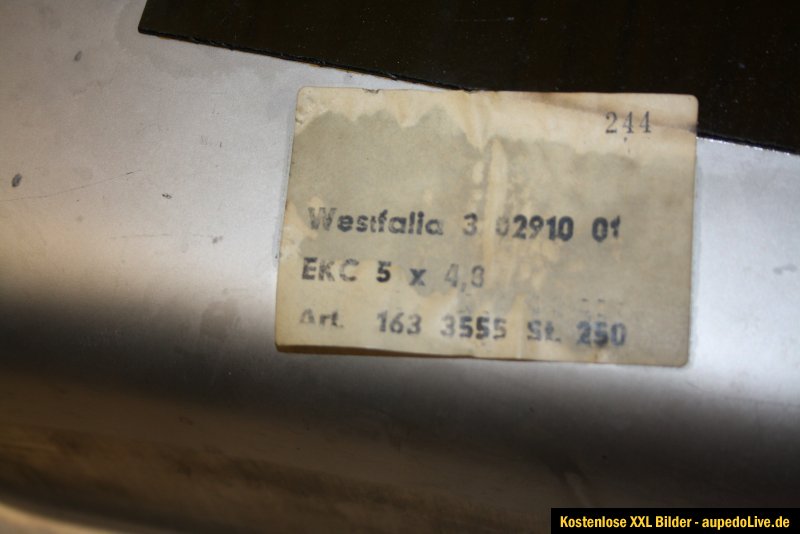 244
Westfalia 3 02910 01
EKC 5 x 4,8
Art. 163 3555 St. 250
Kostenlose XXL Bilder - aupedoLive.de